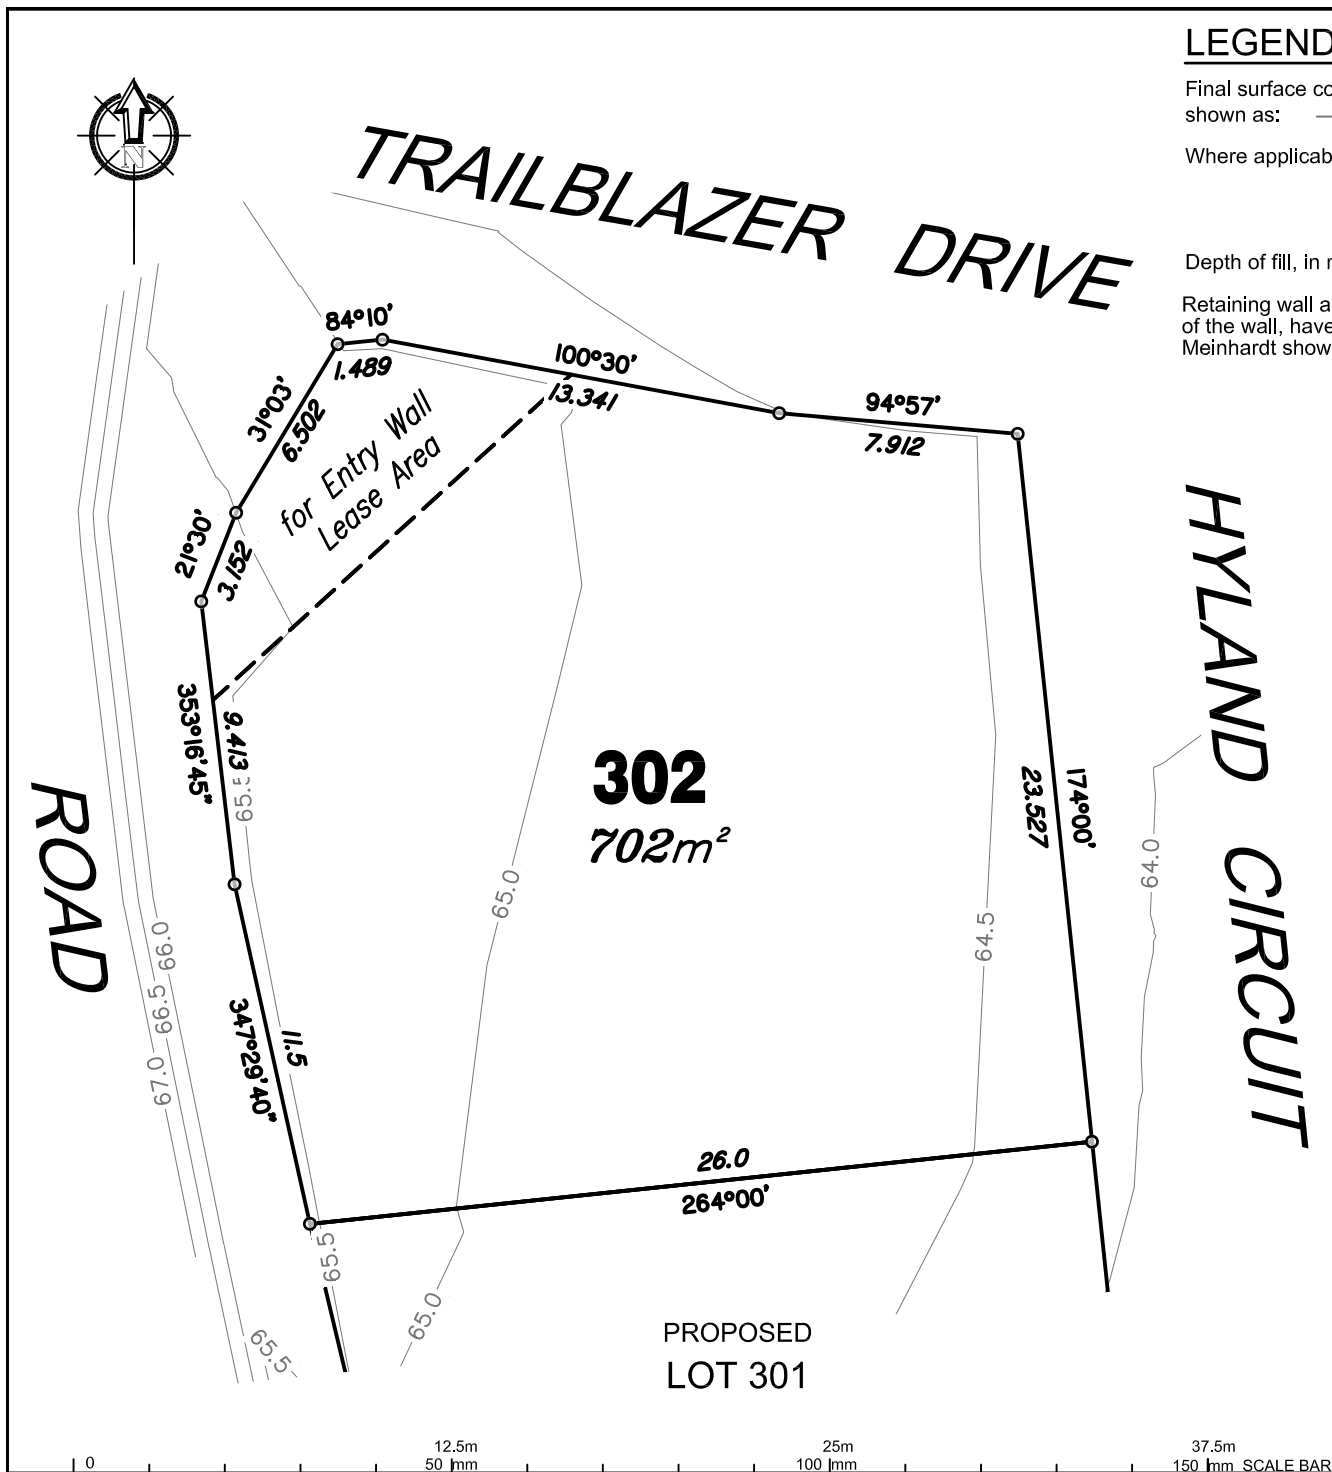 LEGEND
Final surface co
shown as:
Where applicab
Depth of fill, in
Retaining wall a
of the wall, have
Meinhardt show
N
TRAILBLAZER DRIVE
84°10'
1.489
100°30'
13.341
94°57'
7.912
31°03'
6.502
for Entry Wall
Lease Area
21°30'
3.152
353°16'45"
9.413
65.5
302
702m²
174°00'
23.527
HYLAND CIRCUIT
ROAD
65.0
64.5
64.0
66.0
66.5
67.0
347°29'40"
11.5
26.0
264°00'
65.5
65.0
65.5
PROPOSED
LOT 301
12.5m 25m 37.5m
0 50 mm 100 mm 150 mm SCALE BAR